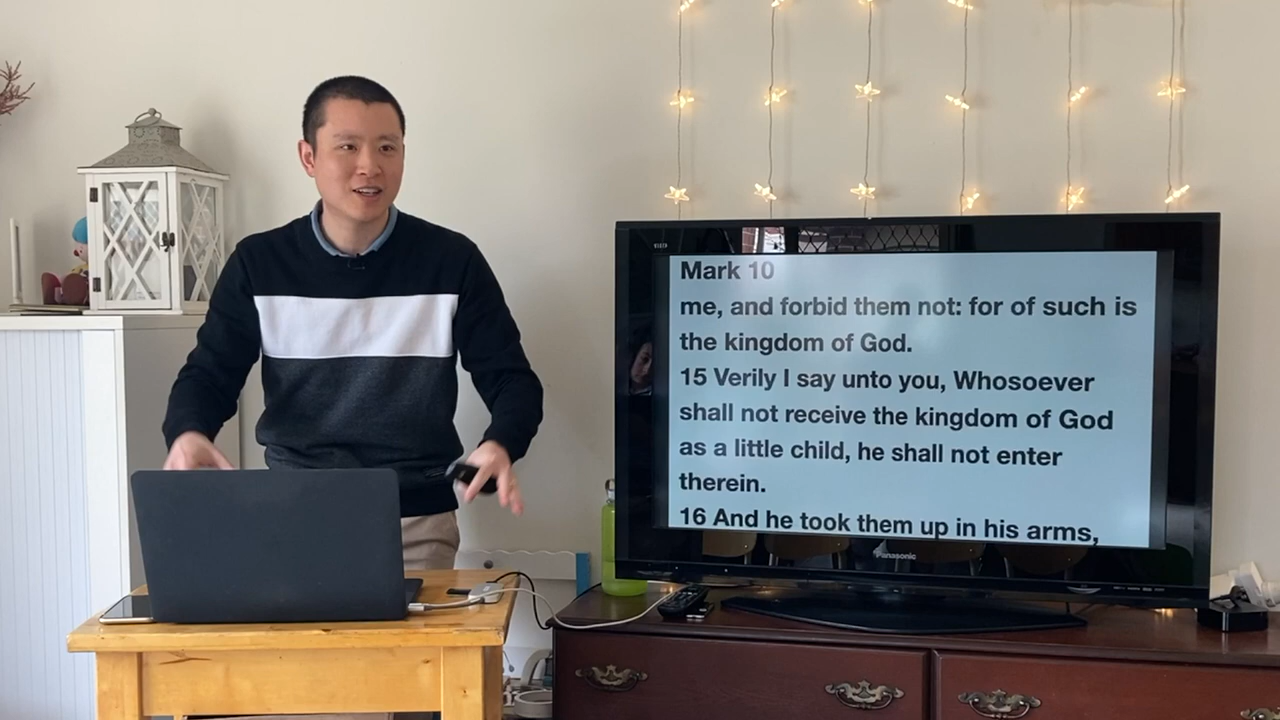 Mark 10
me, and forbid them not: for of such is
the kingdom of God.
15 Verily I say unto you, Whosoever
shall not receive the kingdom of God
as a little child, he shall not enter
therein.
16 And he took them up in his arms,
Panasonic